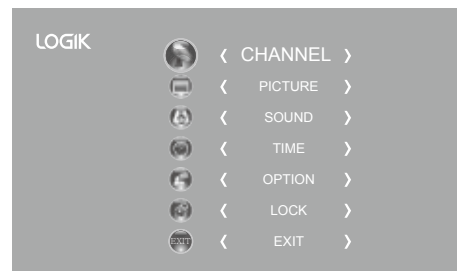 LOGIK
CHANNEL
PICTURE
SOUND
TIME
OPTION
LOCK
EXIT EXIT